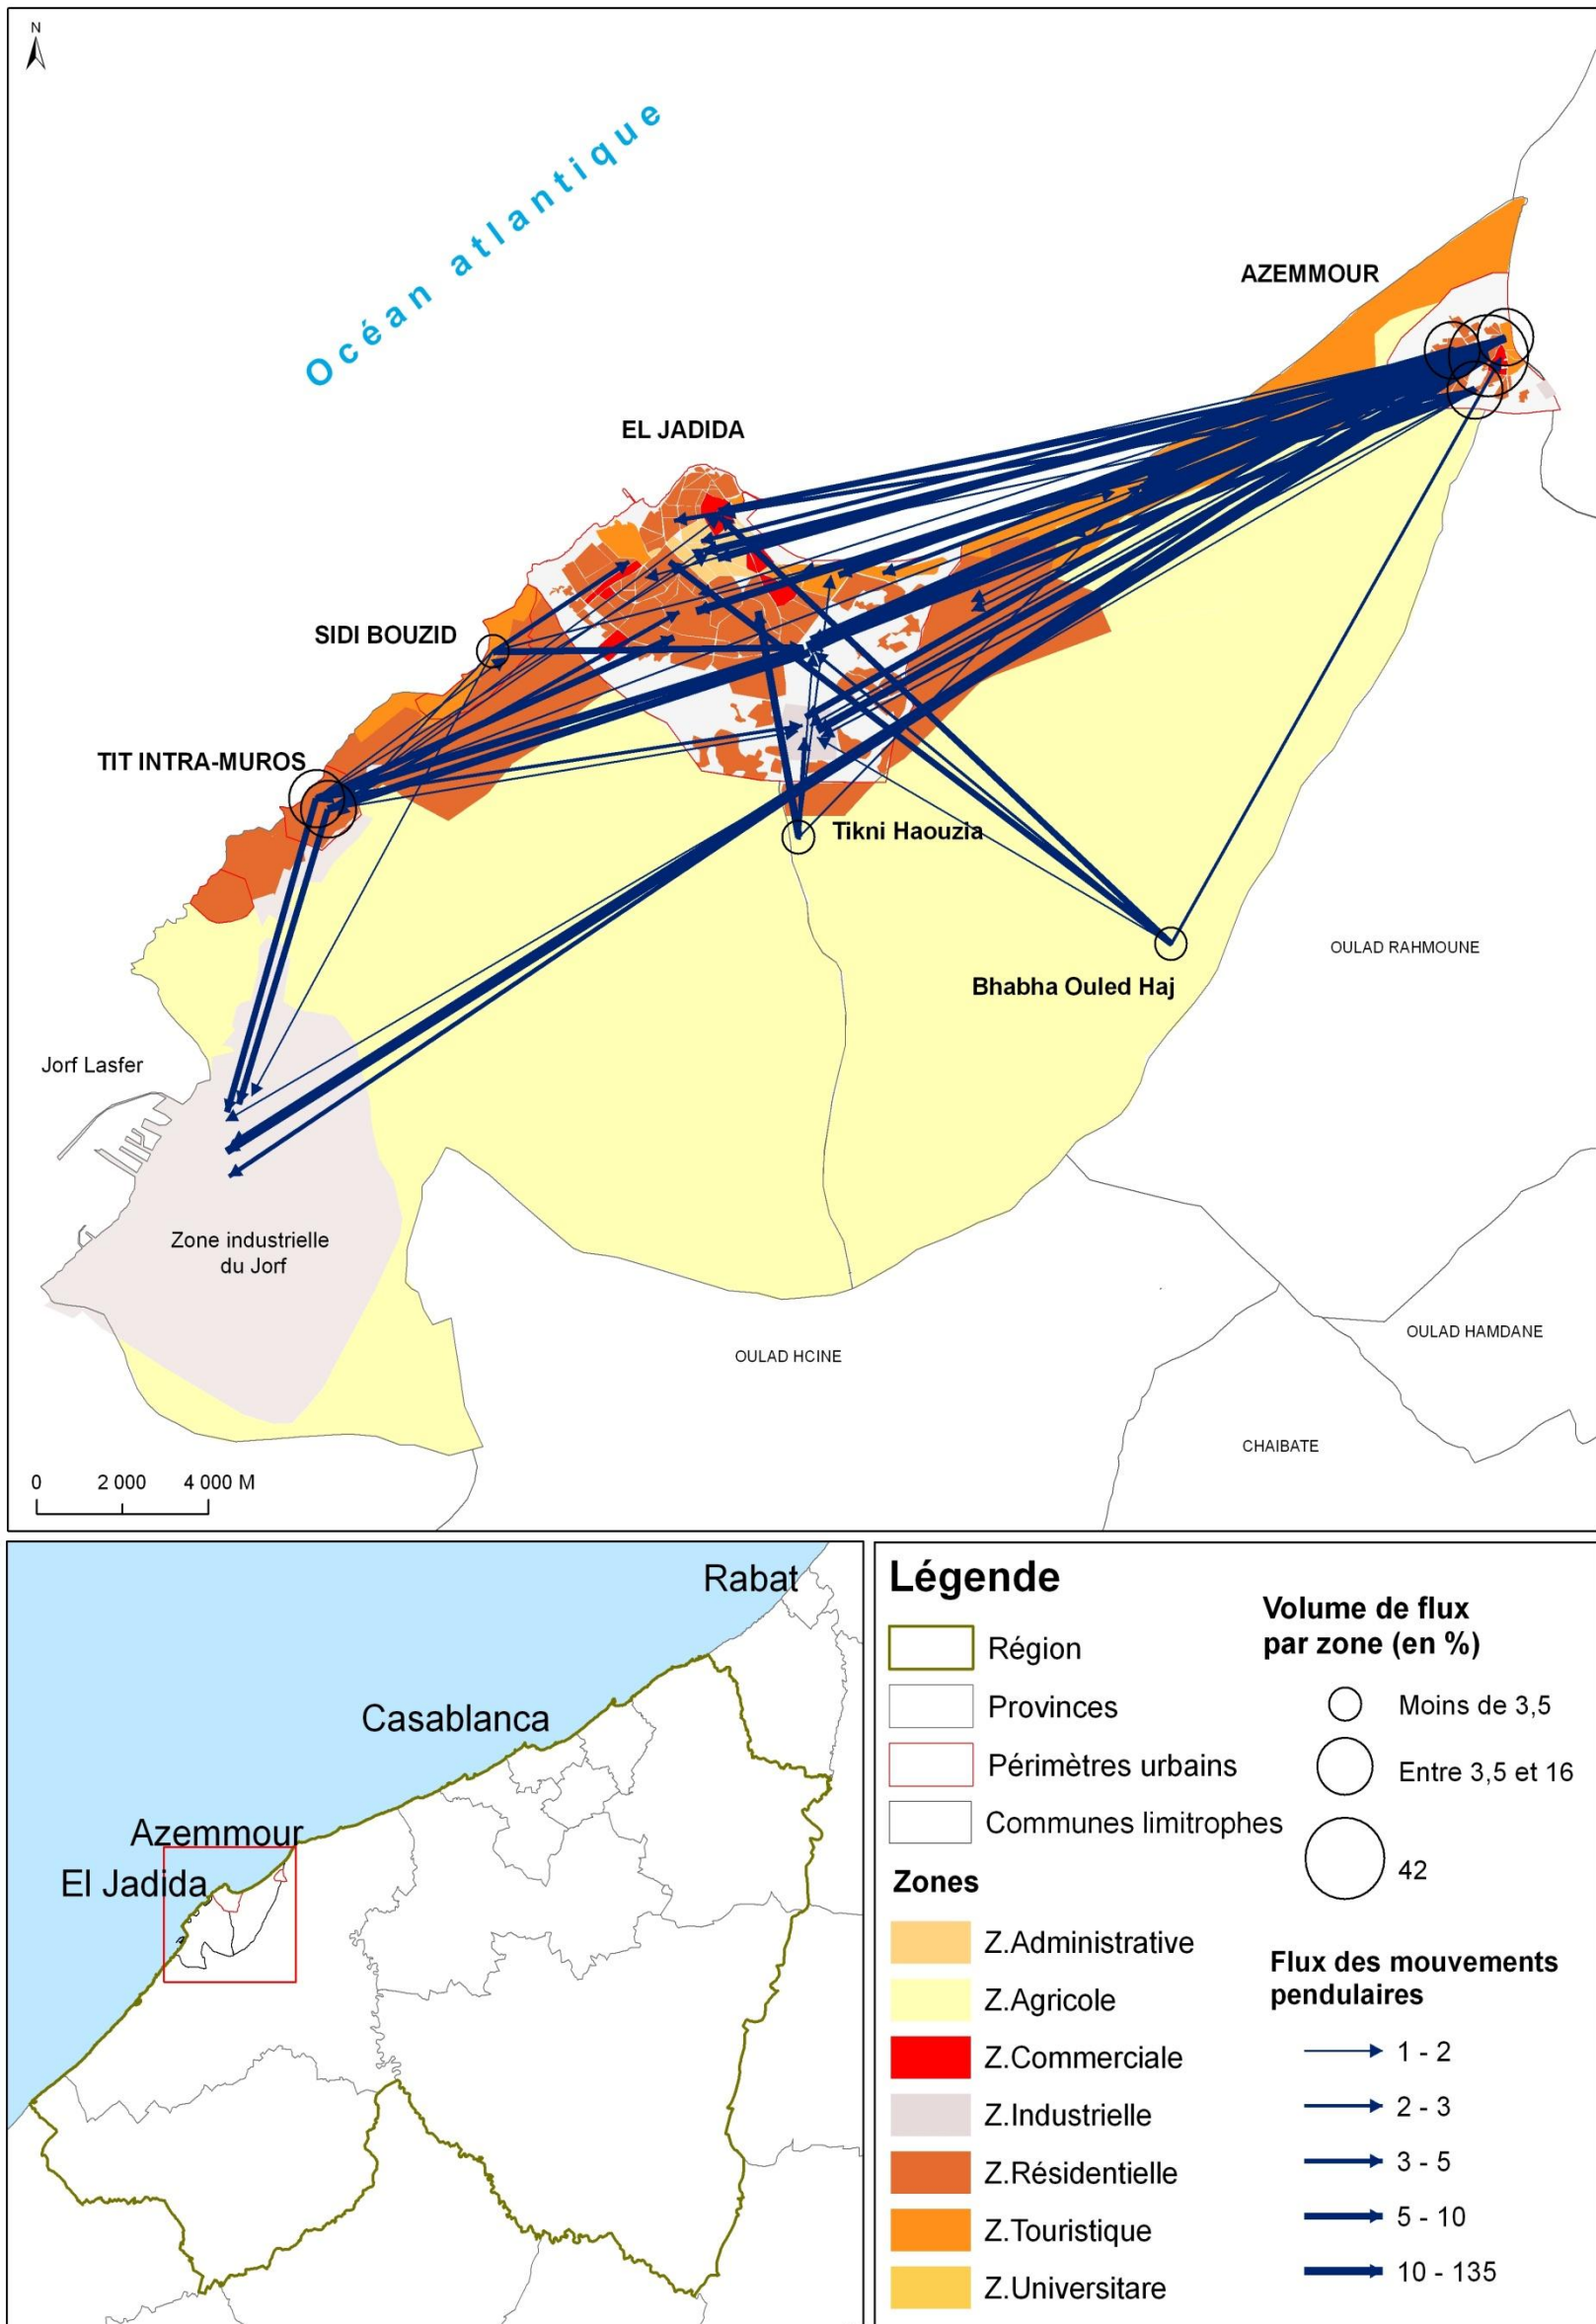 N
Océan atlantique
AZEMMOUR
EL JADIDA
SIDI BOUZID
TIT INTRA-MUROS
Tikni Haouzia
OULAD RAHMOUNE
Bhabha Ouled Haj
Jorf Lasfer
Zone industrielle
du Jorf
OULAD HAMDANE
OULAD HCINE
CHAIBATE
0 2 000 4 000 M
Rabat
Casablanca
Azemmour
El Jadida
Légende
Région
Provinces
Périmètres urbains
Communes limitrophes
Zones
Z.Administrative
Z.Agricole
Z.Commerciale
Z.Industrielle
Z.Résidentielle
Z.Touristique
Z.Universitare
Volume de flux
par zone (en %)
Moins de 3,5
Entre 3,5 et 16
42
Flux des mouvements
pendulaires
1 - 2
2 - 3
3 - 5
5 - 10
10 - 135